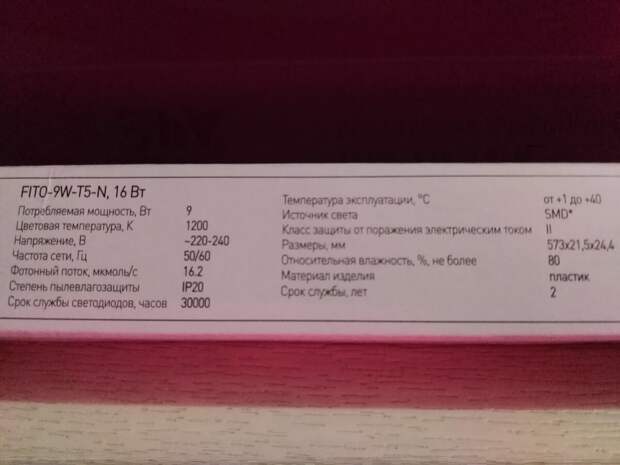 FITO-9W-T5-N, 16 Вт
Потребляемая мощность, Вт 9
Цветовая температура, К 1200
Напряжение, В ~220-240
Частота сети, Гц 50/60
Фотонный поток, мкмоль/с 16.2
Степень пылевлагозащиты IP20
Срок службы светодиодов, часов 30000
Температура эксплуатации, °С от +1 до +40
Источник света SMD*
Класс защиты от поражения электрическим током II
Размеры, мм 573x21,5x24,4
Относительная влажность, %, не более 80
Материал изделия пластик
Срок службы, лет 2